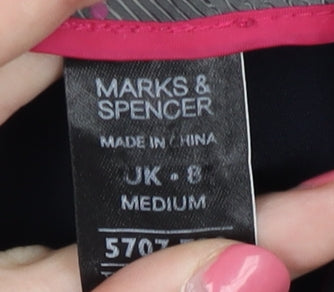 MARKS &
SPENCER
MADE IN CHINA
UK • 8
MEDIUM
5707